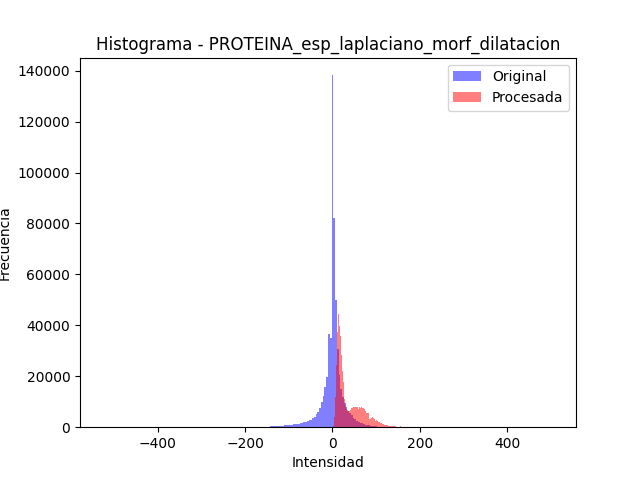 Histograma - PROTEINA_esp_laplaciano_morf_dilatacion
Original
Procesada
140000
120000
100000
80000
60000
40000
20000
0
Frecuencia
−400
−200
0
200
400
Intensidad